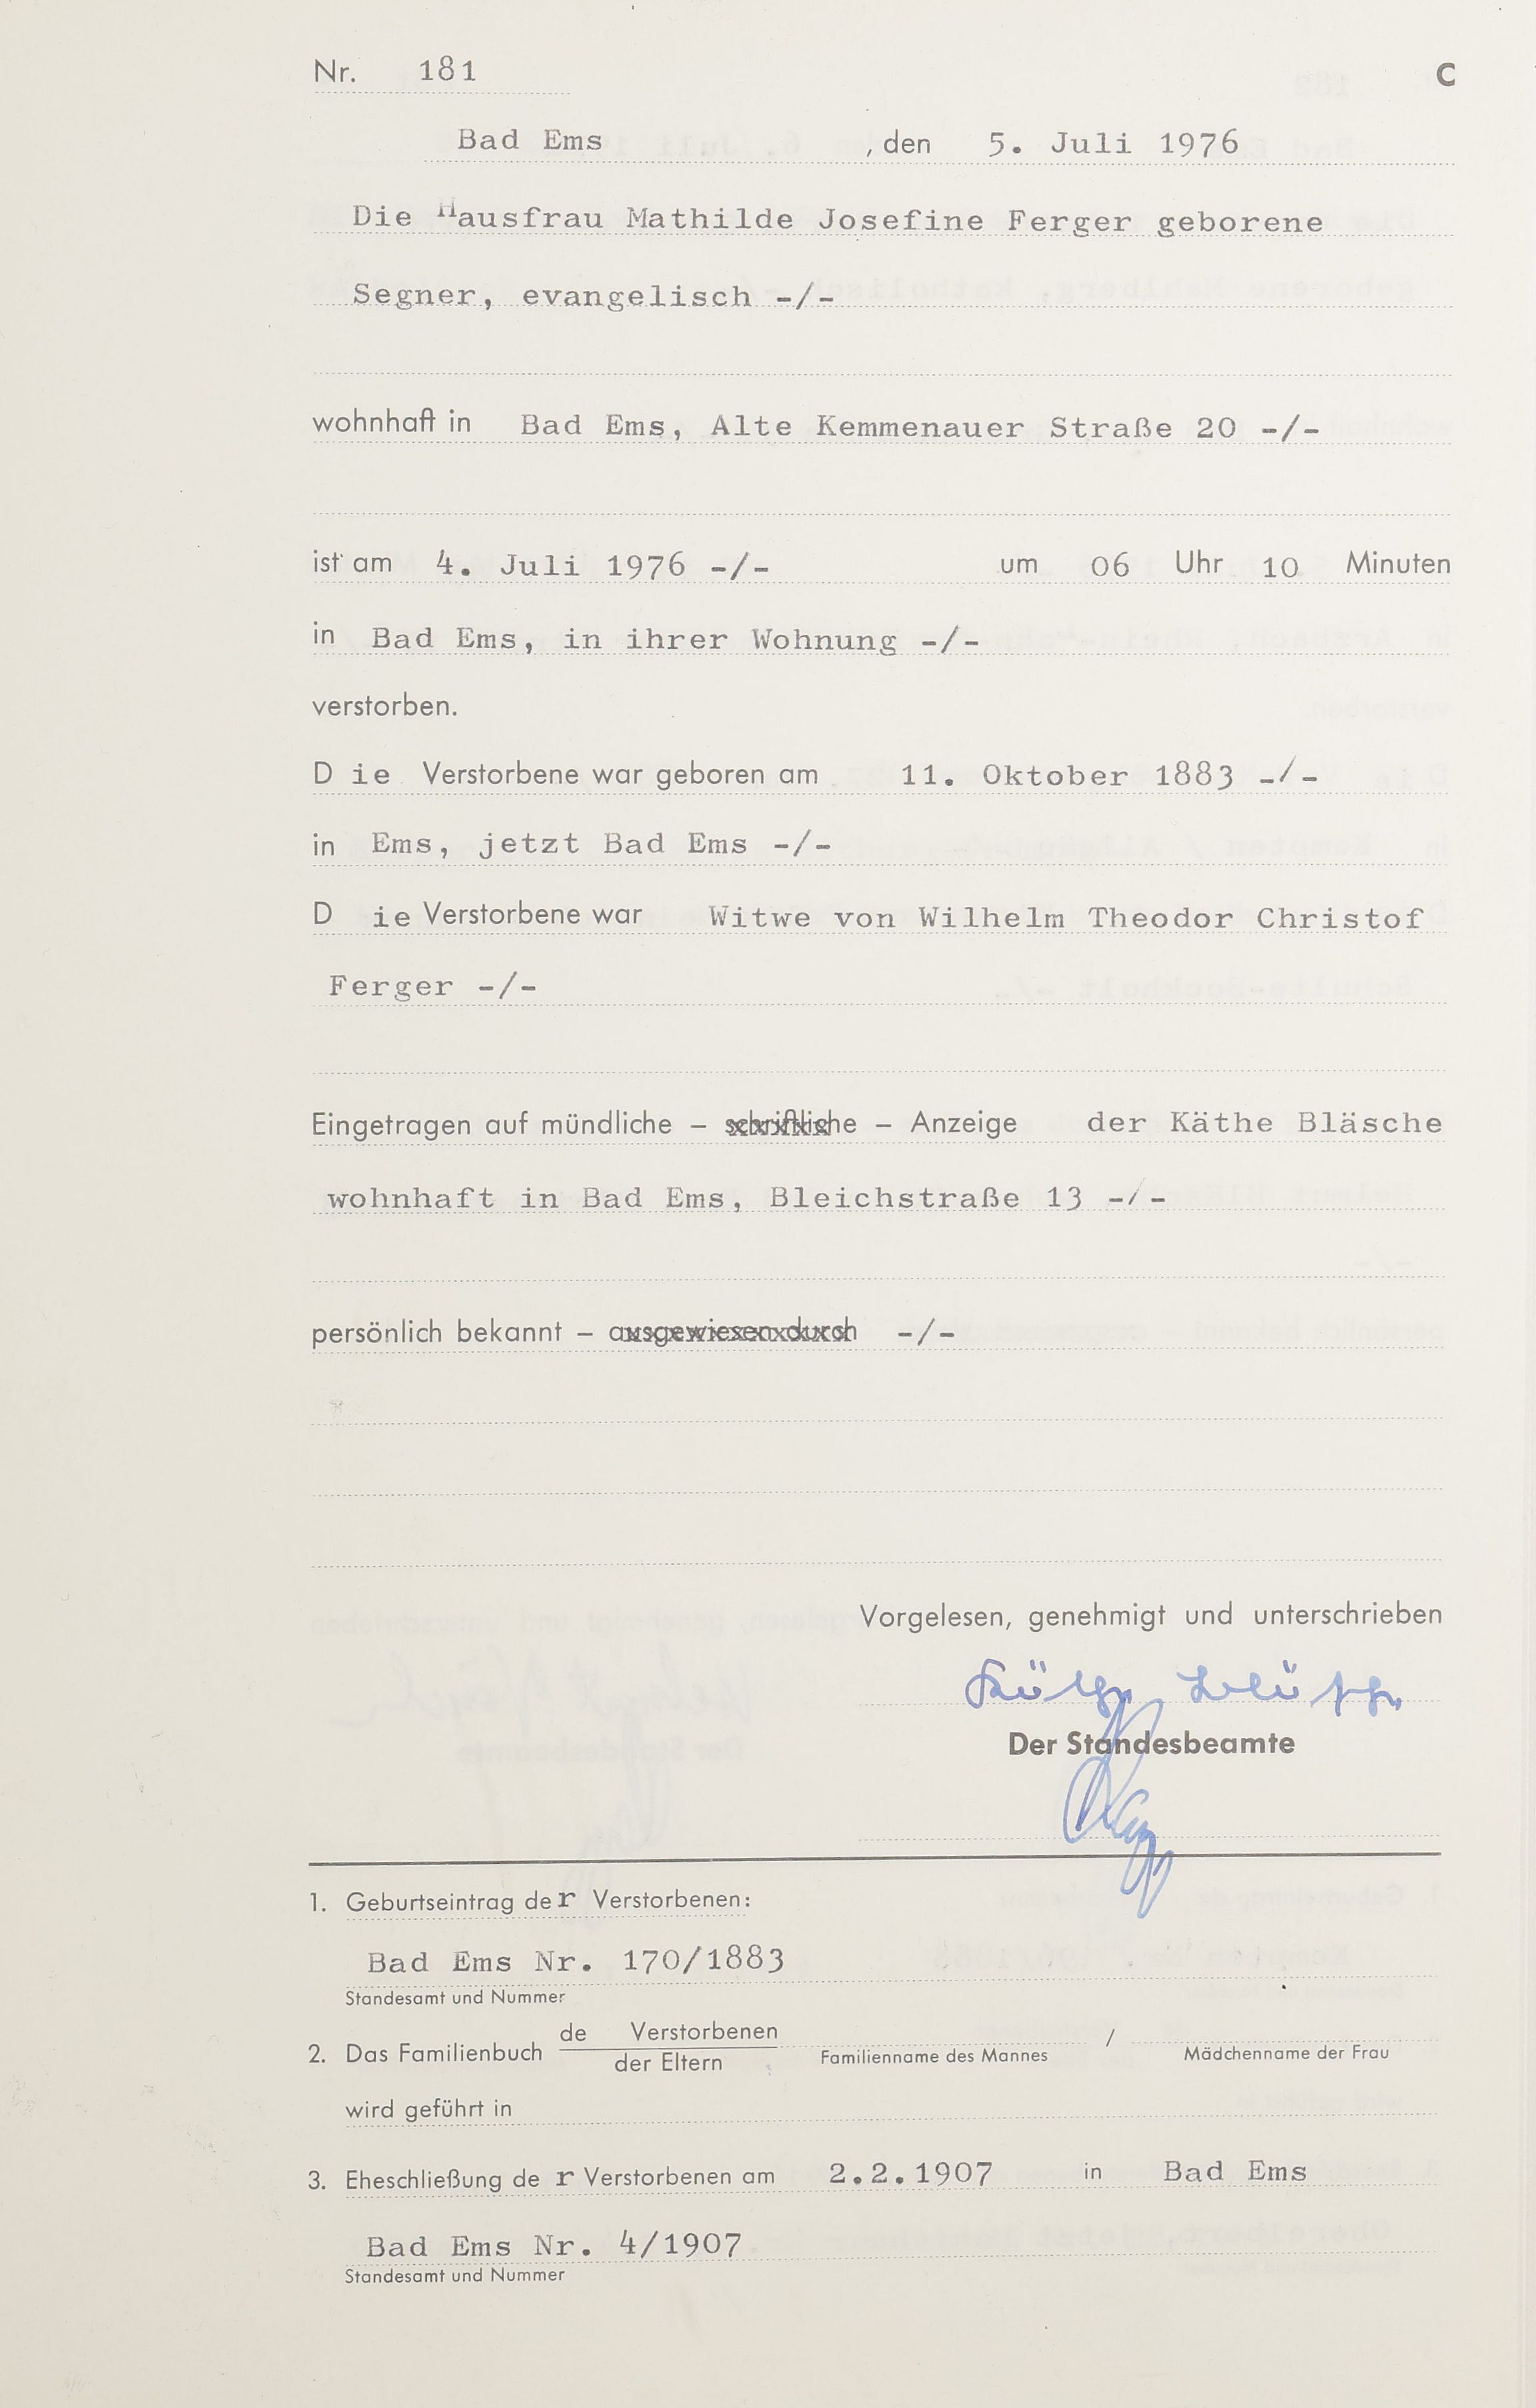 Nr. 181 C
Bad Ems , den 5. Juli 1976
Die Hausfrau Mathilde Josefine Ferger geborene
Segner, evangelisch -/-
wohnhaft in Bad Ems, Alte Kemmenauer Straße 20 -/-
ist am 4. Juli 1976 -/- um 06 Uhr 10 Minuten
in Bad Ems, in ihrer Wohnung -/-
verstorben.
D ie Verstorbene war geboren am 11. Oktober 1883 -/-
in Ems, jetzt Bad Ems -/-
D ie Verstorbene war Witwe von Wilhelm Theodor Christof
Ferger -/-
Eingetragen auf mündliche – schriftliche – Anzeige der Käthe Bläsche
wohnhaft in Bad Ems, Bleichstraße 13 -/-
persönlich bekannt – ausgewiesen durch -/-
Vorgelesen, genehmigt und unterschrieben
Käthe Bläsche
Der Standesbeamte
1. Geburtseintrag der Verstorbenen:
Bad Ems Nr. 170/1883
Standesamt und Nummer
de Verstorbenen /
2. Das Familienbuch der Eltern Familienname des Mannes Mädchenname der Frau
wird geführt in
3. Eheschließung de r Verstorbenen am 2.2.1907 in Bad Ems
Bad Ems Nr. 4/1907
Standesamt und Nummer